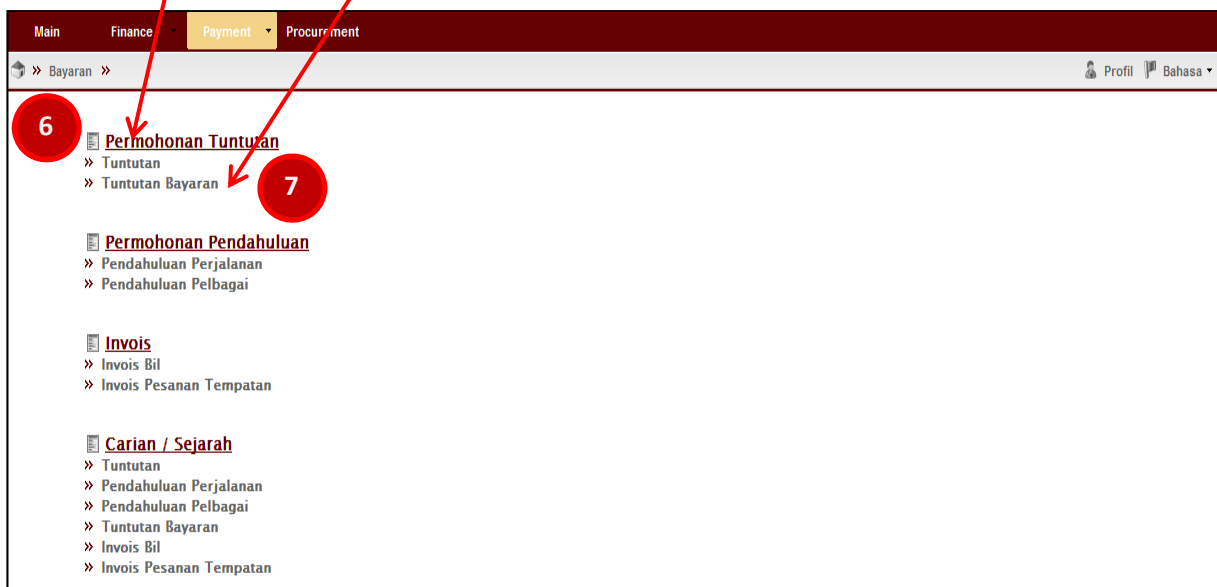 Main Finance Payment Procurement
» Bayaran » Profil Bahasa
6
Permohonan Tuntutan
» Tuntutan
» Tuntutan Bayaran
7
Permohonan Pendahuluan
» Pendahuluan Perjalanan
» Pendahuluan Pelbagai
Invois
» Invois Bil
» Invois Pesanan Tempatan
Carian / Sejarah
» Tuntutan
» Pendahuluan Perjalanan
» Pendahuluan Pelbagai
» Tuntutan Bayaran
» Invois Bil
» Invois Pesanan Tempatan